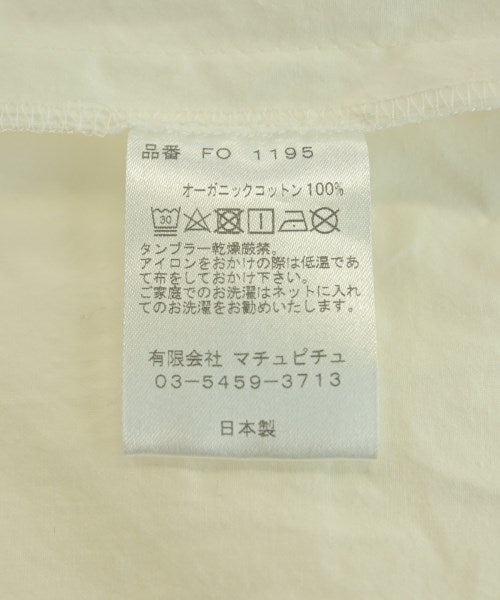 品番 FO 1195
オーガニックコットン100%
30
タンブラー乾燥厳禁。
アイロンをおかけの際は低温であ
て布をしておかけ下さい。
ご家庭でのお洗濯はネットに入れ
てのお洗濯をお勧めいたします。
有限会社 マチュピチュ
03-5459-3713
日本製